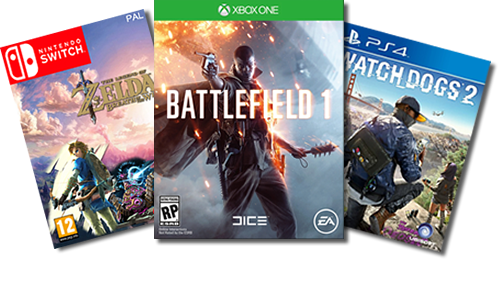 PAL
NINTENDO
SWITCH
THE LEGEND OF
ZELDA
12
XBOX ONE
BATTLEFIELD 1
RP
DICE
EA
PS4
WATCH DOGS 2
UBISOFT